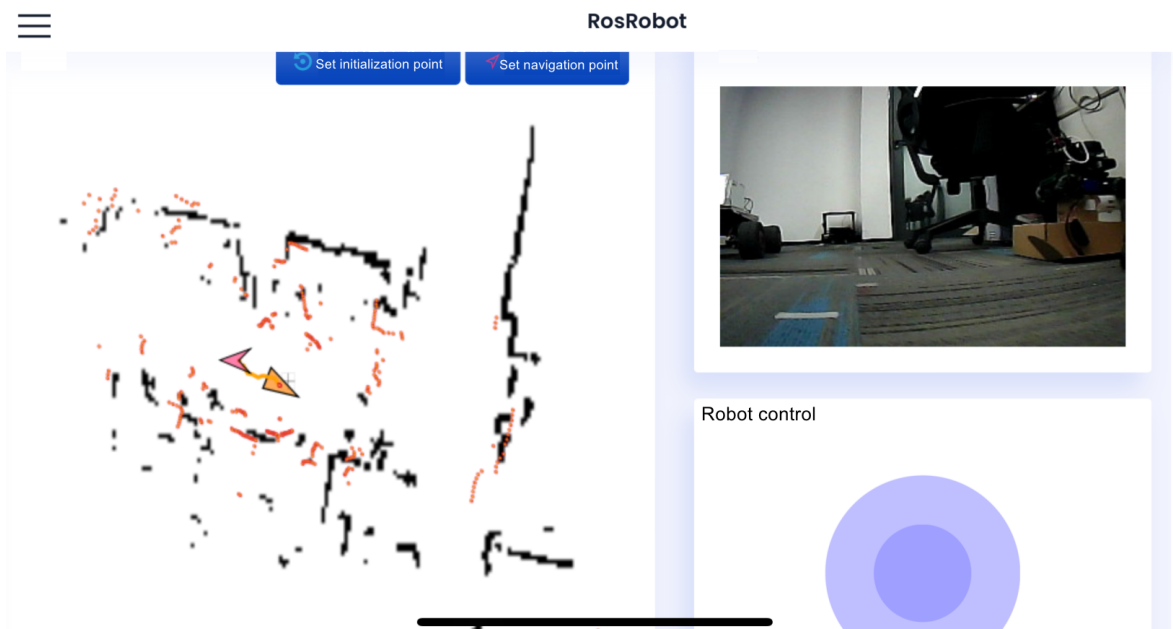 RosRobot
Set initialization point
Set navigation point
Robot control